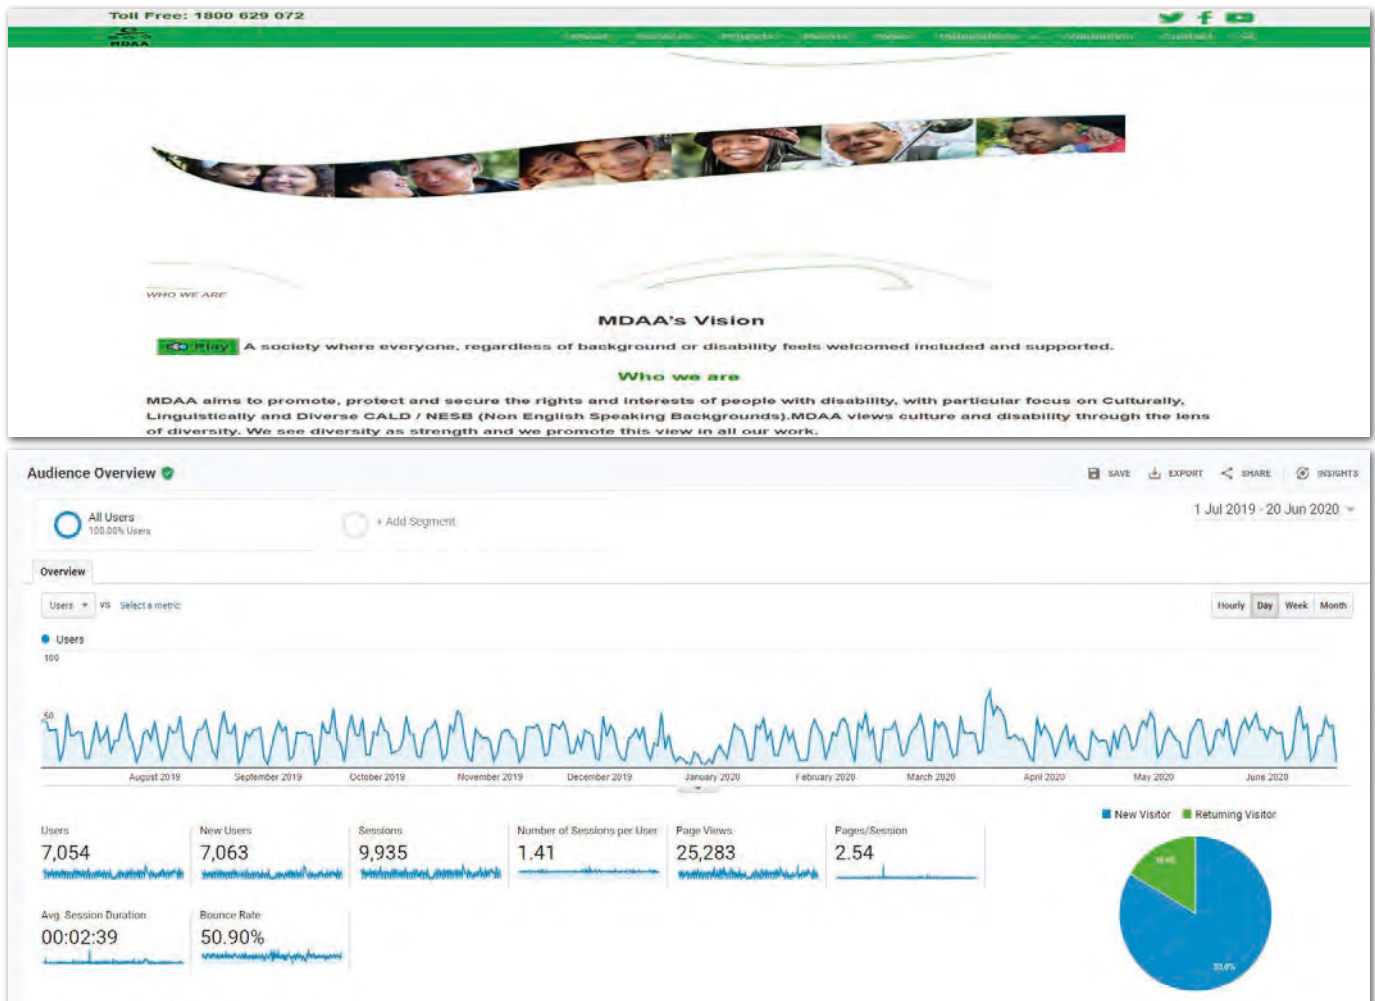 Toll Free: 1800 629 072
MDAA
WHO WE ARE
MDAA's Vision
Play A society where everyone, regardless of background or disability feels welcomed included and supported.
Who we are
MDAA aims to promote, protect and secure the rights and interests of people with disability, with particular focus on Culturally,
Linguistically and Diverse CALD / NESB (Non English Speaking Backgrounds).MDAA views culture and disability through the lens
of diversity. We see diversity as strength and we promote this view in all our work.
Audience Overview
SAVE EXPORT SHARE INSIGHTS
All Users
100.00% Users
+ Add Segment
1 Jul 2019 - 20 Jun 2020
Overview
Users VS Select a metric
Hourly Day Week Month
Users
100
50
August 2019 September 2019 October 2019 November 2019 December 2019 January 2020 February 2020 March 2020 April 2020 May 2020 June 2020
New Visitor Returning Visitor
Users New Users Sessions Number of Sessions per User Page Views Pages/Session
7,054 7,063 9,935 1.41 25,283 2.54
Avg. Session Duration Bounce Rate
00:02:39 50.90%